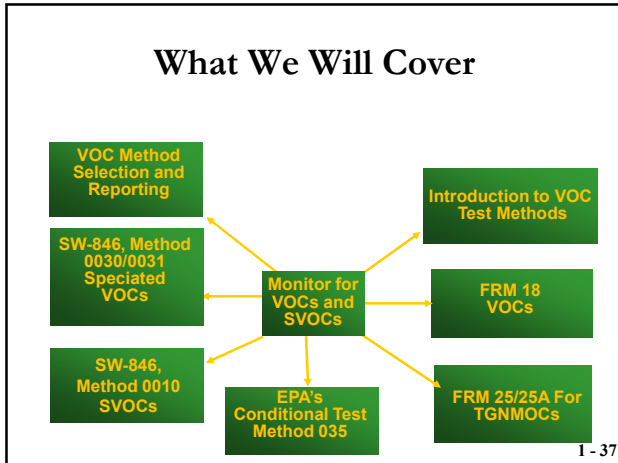 What We Will Cover
VOC Method
Selection and
Reporting
Introduction to VOC
Test Methods
SW-846, Method
0030/0031
Speciated
VOCs
Monitor for
VOCs and
SVOCs
FRM 18
VOCs
SW-846,
Method 0010
SVOCs
EPA's
Conditional Test
Method 035
FRM 25/25A For
TGNMOCs
1 - 37